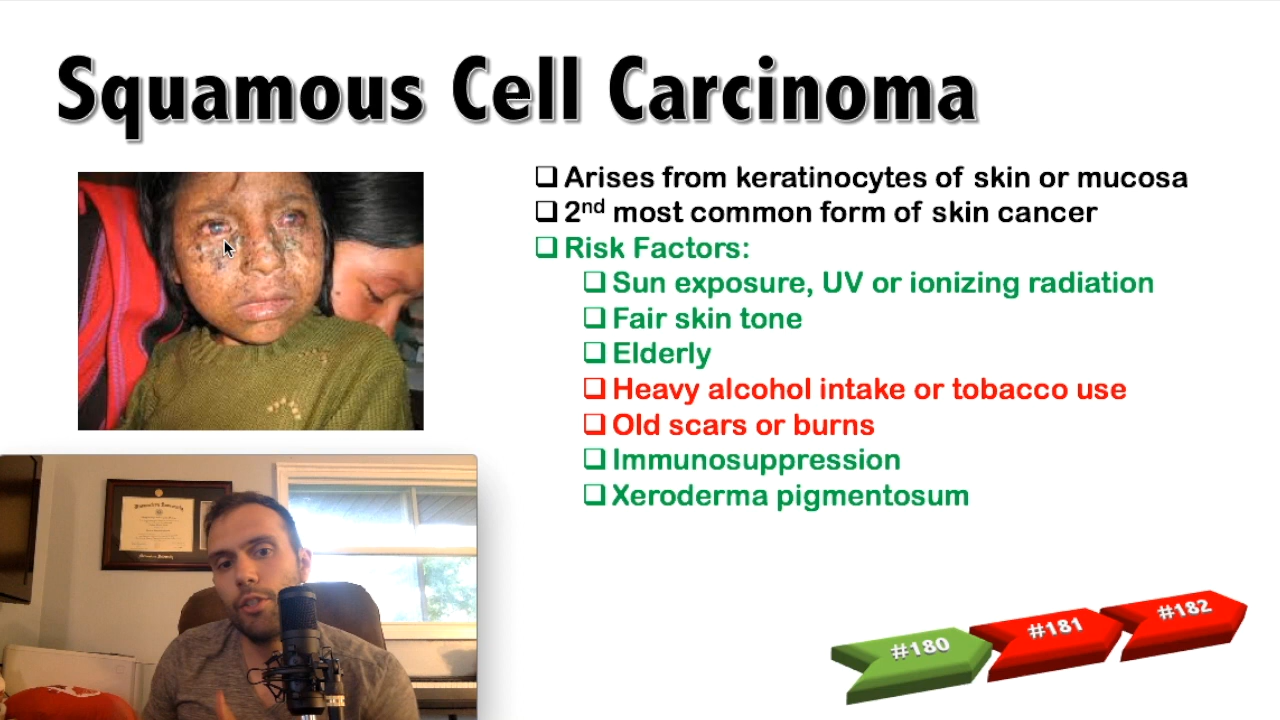 Squamous Cell Carcinoma
❑ Arises from keratinocytes of skin or mucosa
❑ 2nd most common form of skin cancer
❑ Risk Factors:
❑ Sun exposure, UV or ionizing radiation
❑ Fair skin tone
❑ Elderly
❑ Heavy alcohol intake or tobacco use
❑ Old scars or burns
❑ Immunosuppression
❑ Xeroderma pigmentosum
#180
#181
#182